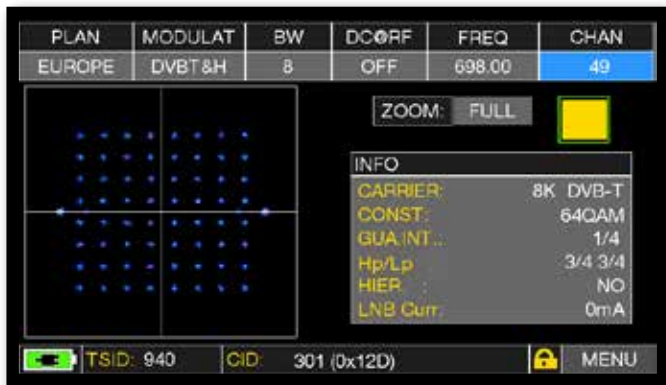 PLAN MODULAT BW DC@RF FREQ CHAN
EUROPE DVBT&H 8 OFF 698.00 49
ZOOM: FULL
INFO
CARRIER: 8K DVB-T
CONST: 64QAM
GUA.INT.: 1/4
Hp/Lp 3/4 3/4
HIER : NO
LNB Curr: 0mA
TSID: 940 CID: 301 (0x12D) MENU